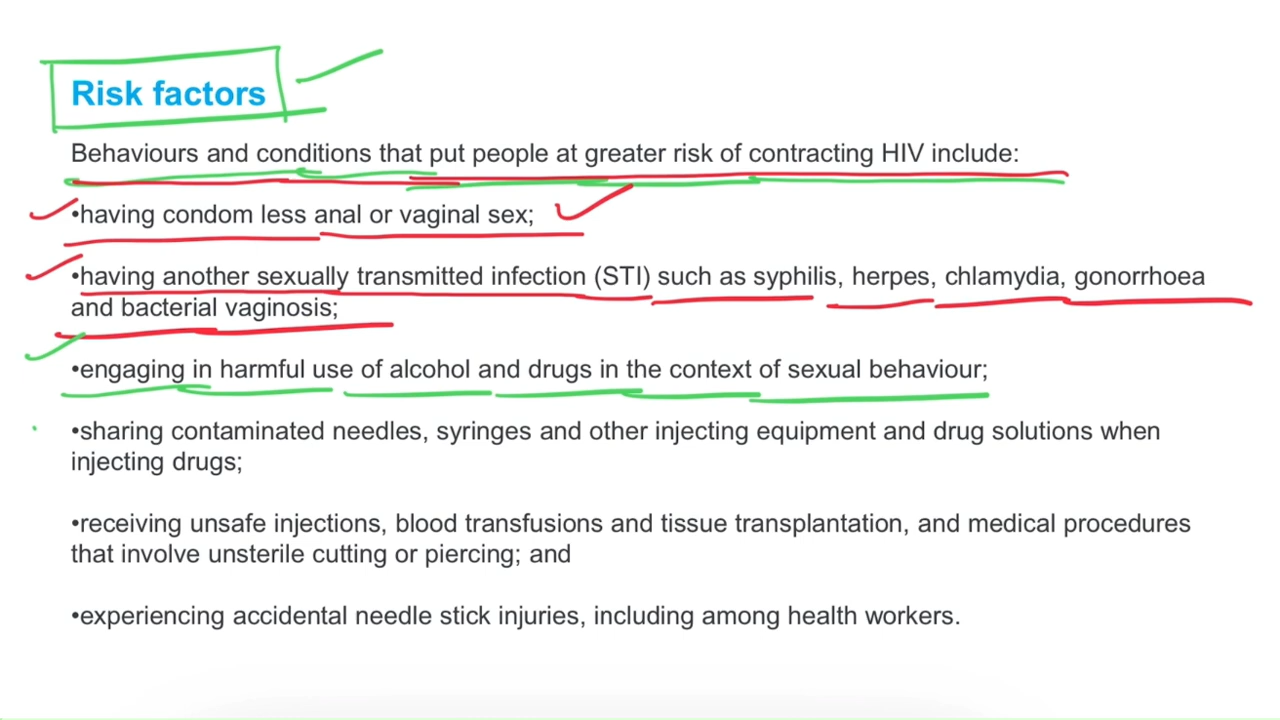 Risk factors
Behaviours and conditions that put people at greater risk of contracting HIV include:
•having condom less anal or vaginal sex;
•having another sexually transmitted infection (STI) such as syphilis, herpes, chlamydia, gonorrhoea
and bacterial vaginosis;
•engaging in harmful use of alcohol and drugs in the context of sexual behaviour;
•sharing contaminated needles, syringes and other injecting equipment and drug solutions when
injecting drugs;
•receiving unsafe injections, blood transfusions and tissue transplantation, and medical procedures
that involve unsterile cutting or piercing; and
•experiencing accidental needle stick injuries, including among health workers.